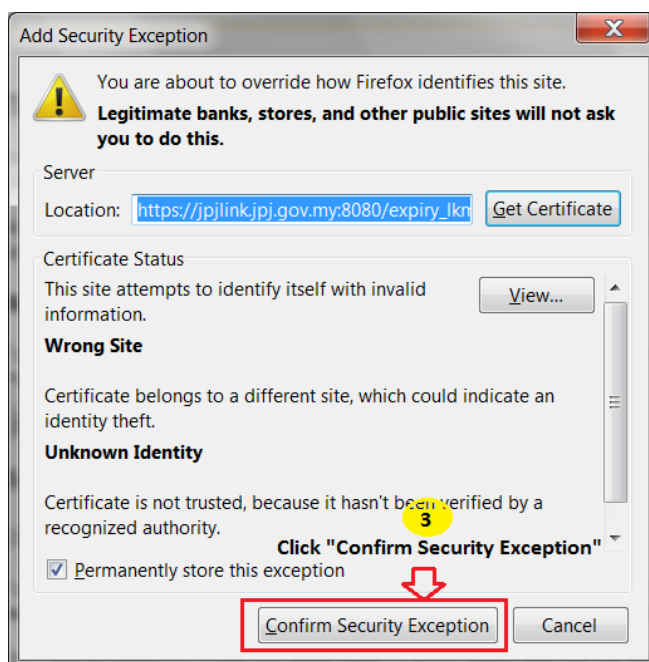 Add Security Exception
X
You are about to override how Firefox identifies this site.
Legitimate banks, stores, and other public sites will not ask
you to do this.
Server
Location: https://jpjlink.jpj.gov.my:8080/expiry_lkm Get Certificate
Certificate Status
This site attempts to identify itself with invalid
information.
View...
Wrong Site
Certificate belongs to a different site, which could indicate an
identity theft.
Unknown Identity
Certificate is not trusted, because it hasn't been verified by a
recognized authority.
3
Click "Confirm Security Exception"
Permanently store this exception
Confirm Security Exception
Cancel